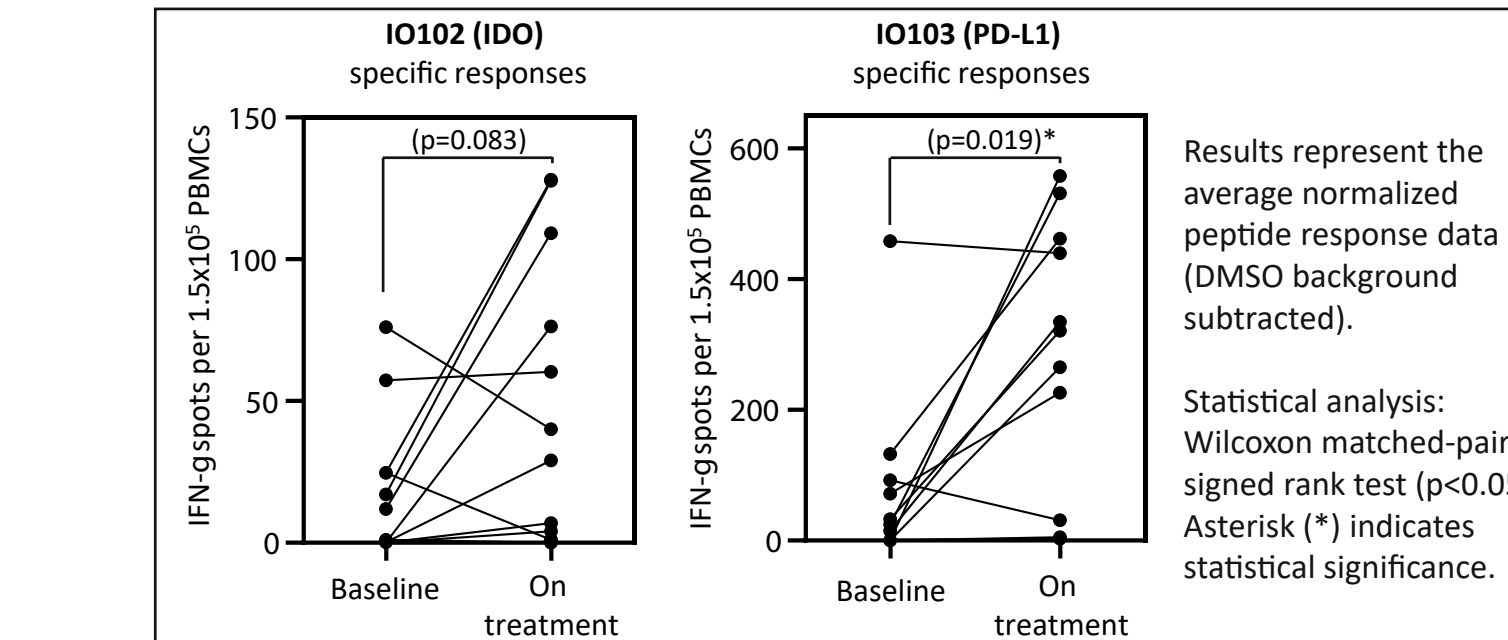 IO102 (IDO)
specific responses
IFN-gspots per 1.5x10⁵ PBMCs
150
100
50
0
(p=0.083)
Baseline
On
treatment
IO103 (PD-L1)
specific responses
IFN-gspots per 1.5x10⁵ PBMCs
600
400
200
0
(p=0.019)*
Baseline
On
treatment
Results represent the
average normalized
peptide response data
(DMSO background
subtracted).
Statistical analysis:
Wilcoxon matched-pair
signed rank test (p<0.05
Asterisk (*) indicates
statistical significance.